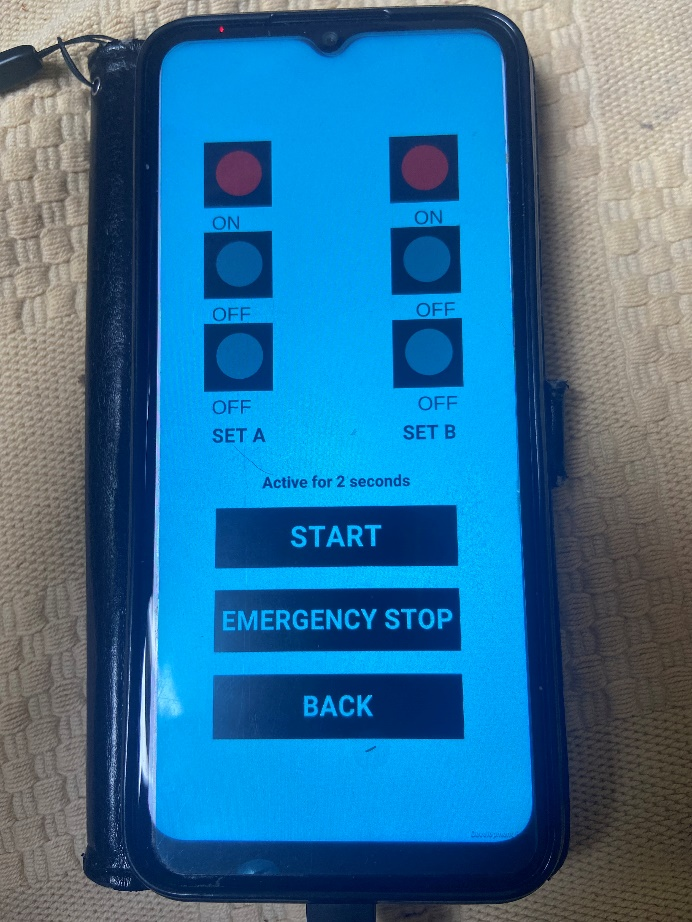 ON ON
OFF OFF
OFF OFF
SET A SET B
Active for 2 seconds
START
EMERGENCY STOP
BACK